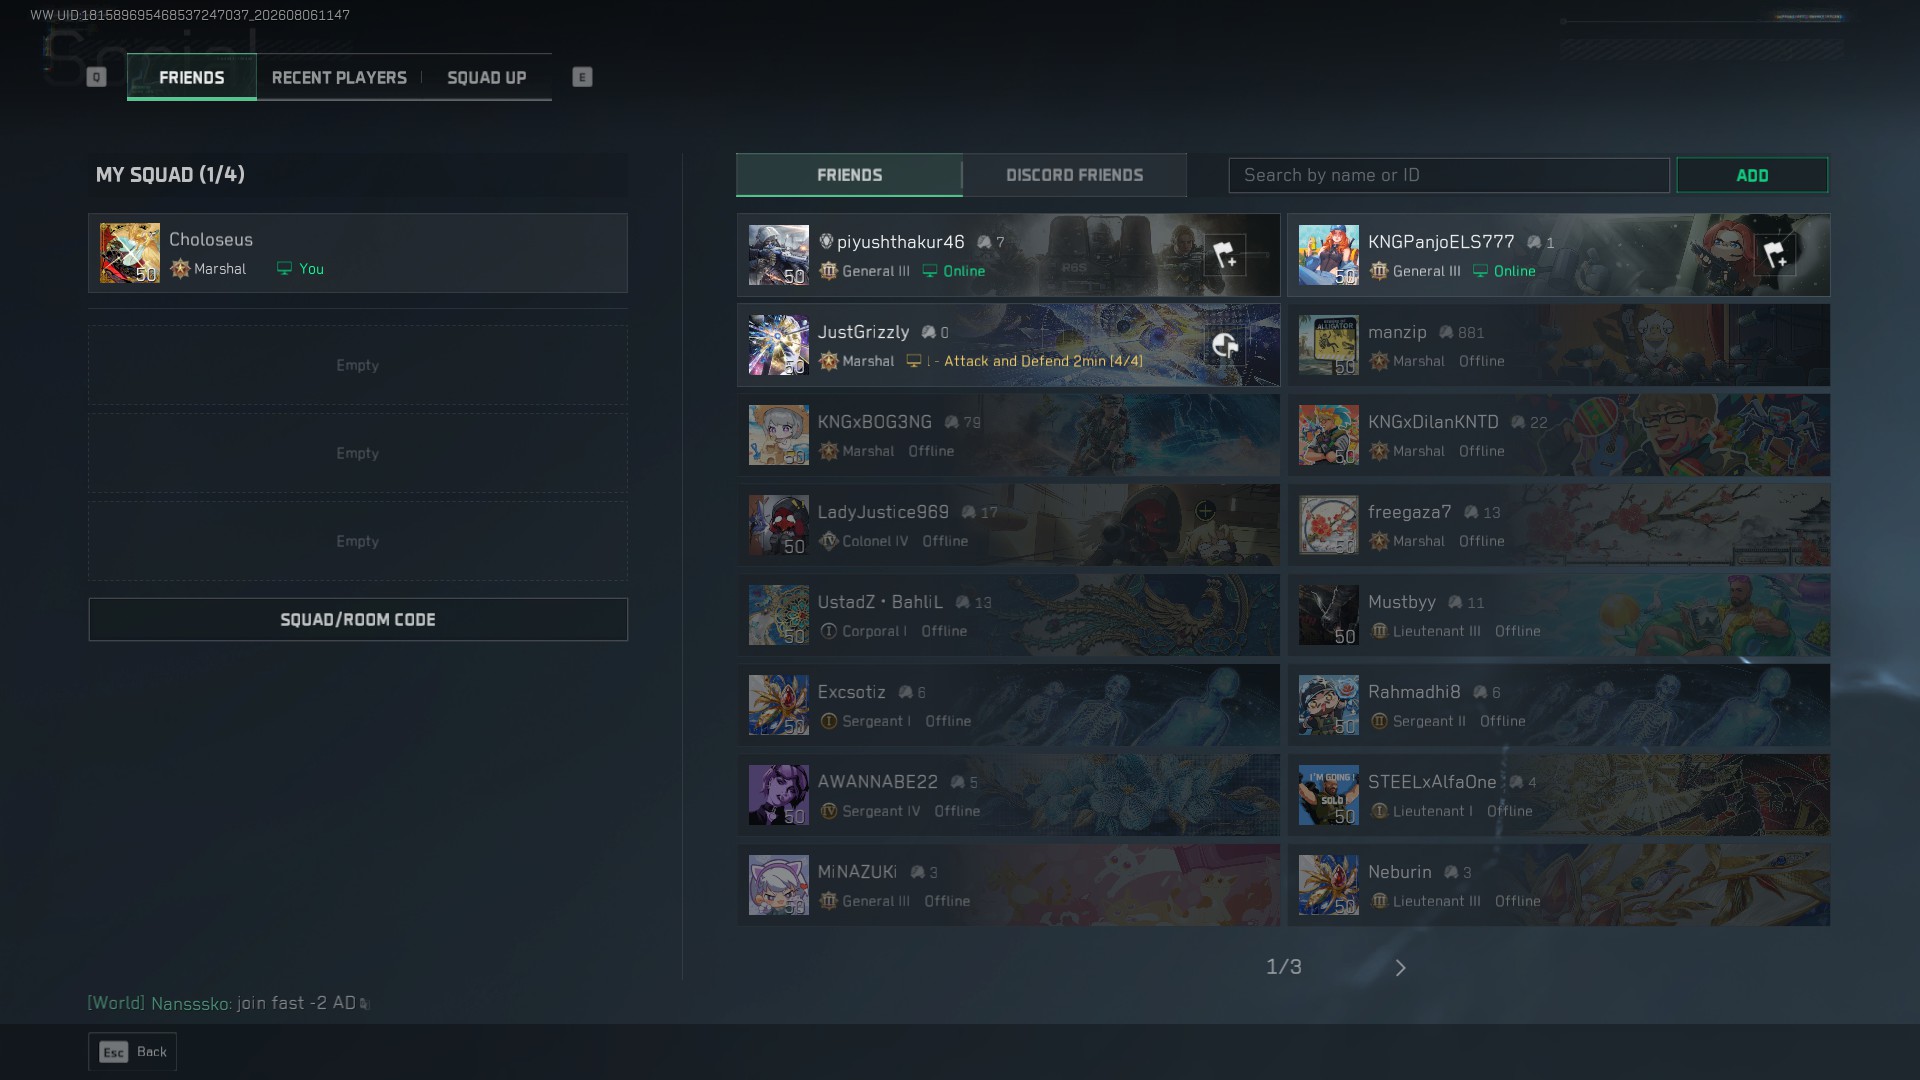 WW UID:181589695468537247037_202608061147
Social
Q FRIENDS RECENT PLAYERS SQUAD UP E
MY SQUAD (1/4)
Choloseus
50 Marshal You
Empty
Empty
Empty
SQUAD/ROOM CODE
FRIENDS DISCORD FRIENDS Search by name or ID ADD
piyushthakur46 7
50 General III Online
KNGPanjoELS777 1
50 General III Online
JustGrizzly 0
50 Marshal - Attack and Defend 2min [4/4]
manzip 881
50 Marshal Offline
KNGxBOG3NG 79
50 Marshal Offline
KNGxDilanKNTD 22
50 Marshal Offline
LadyJustice969 17
50 Colonel IV Offline
freegaza7 13
50 Marshal Offline
UstadZ • BahliL 13
50 Corporal I Offline
Mustbyy 11
50 Lieutenant III Offline
Excsotiz 6
50 Sergeant I Offline
Rahmadhi8 6
50 Sergeant II Offline
AWANNABE22 5
50 Sergeant IV Offline
STEELxAlfaOne 4
I'M GOING
SOLO
50 Lieutenant I Offline
MiNAZUKi 3
50 General III Offline
Neburin 3
50 Lieutenant III Offline
1/3
[World] Nansssko: join fast -2 AD
Esc Back